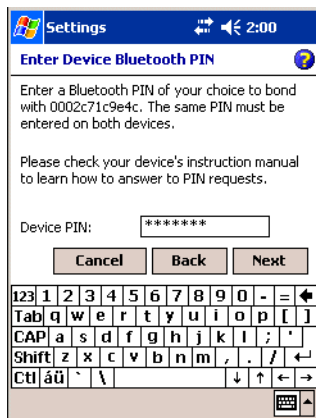 Settings 2:00
Enter Device Bluetooth PIN ?
Enter a Bluetooth PIN of your choice to bond
with 0002c71c9e4c. The same PIN must be
entered on both devices.
Please check your device's instruction manual
to learn how to answer to PIN requests.
Device PIN: *******
Cancel Back Next
123 1 2 3 4 5 6 7 8 9 0 - = ←
Tab q w e r t y u i o p [ ]
CAP a s d f g h j k l ; '
Shift z x c v b n m , . / ↵
Ctl áü ` \ ↓ ↑ ← →